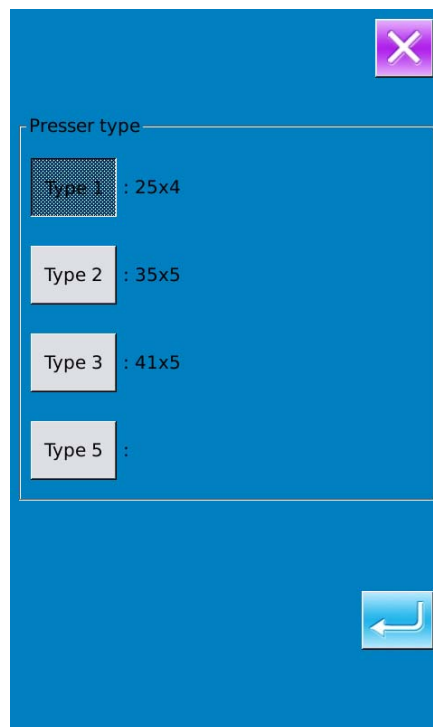 Presser type
Type 1 : 25x4
Type 2 : 35x5
Type 3 : 41x5
Type 5 :